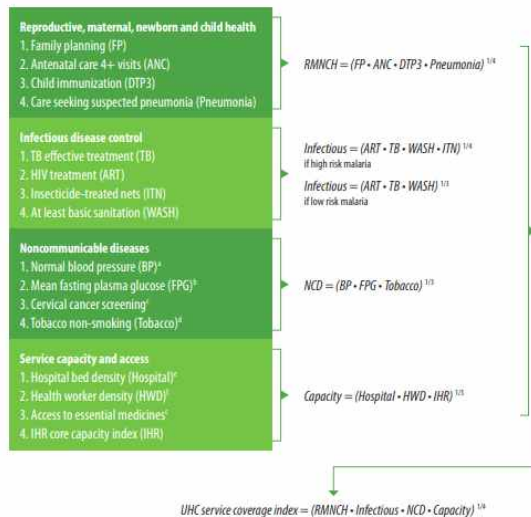 Reproductive, maternal, newborn and child health
1. Family planning (FP)
2. Antenatal care 4+ visits (ANC)
3. Child immunization (DTP3)
4. Care seeking suspected pneumonia (Pneumonia)
RMNCH = (FP • ANC • DTP3 • Pneumonia) 1/4
Infectious disease control
1. TB effective treatment (TB)
2. HIV treatment (ART)
3. Insecticide-treated nets (ITN)
4. At least basic sanitation (WASH)
Infectious = (ART • TB • WASH • ITN) 1/4
if high risk malaria
Infectious = (ART • TB • WASH) 1/3
if low risk malaria
Noncommunicable diseases
1. Normal blood pressure (BP)a
2. Mean fasting plasma glucose (FPG)b
3. Cervical cancer screeningc
4. Tobacco non-smoking (Tobacco)d
NCD = (BP • FPG • Tobacco) 1/3
Service capacity and access
1. Hospital bed density (Hospital)e
2. Health worker density (HWD)f
3. Access to essential medicinesc
4. IHR core capacity index (IHR)
Capacity = (Hospital • HWD • IHR) 1/3
UHC service coverage index = (RMNCH • Infectious • NCD • Capacity) 1/4